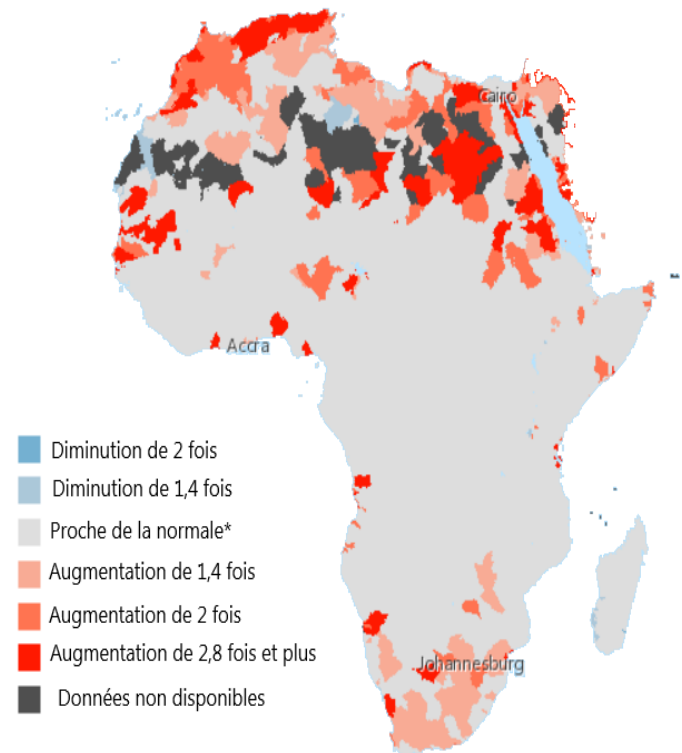 Cairo
Accra
Johannesburg
Diminution de 2 fois
Diminution de 1,4 fois
Proche de la normale*
Augmentation de 1,4 fois
Augmentation de 2 fois
Augmentation de 2,8 fois et plus
Données non disponibles